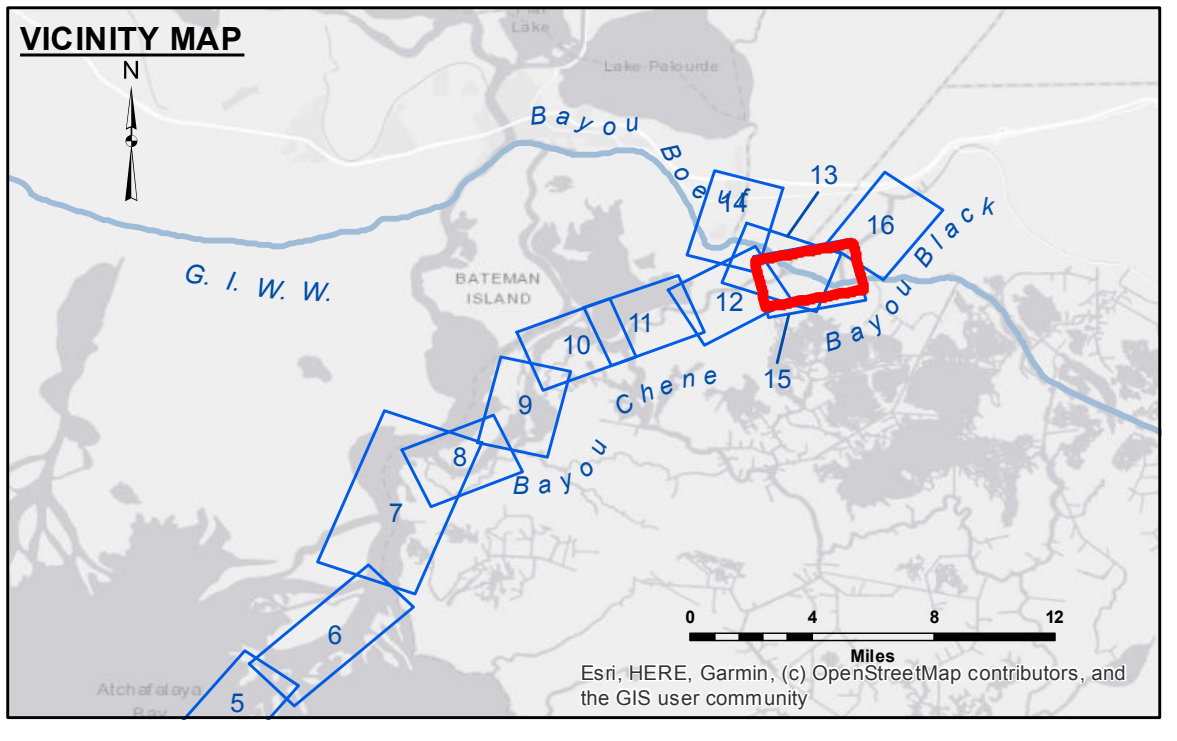 VICINITY MAP
N
Lake
Lake Palourde
Bayou
Boeuf
13
14
16
Bayou Black
G. I. W. W.
BATEMAN
ISLAND
12
11
10
15
Chene
9
8
Bayou
7
6
5
0 4 8 12
Miles
Esri, HERE, Garmin, (c) OpenStreetMap contributors, and
the GIS user community
Atchafalaya
Bay